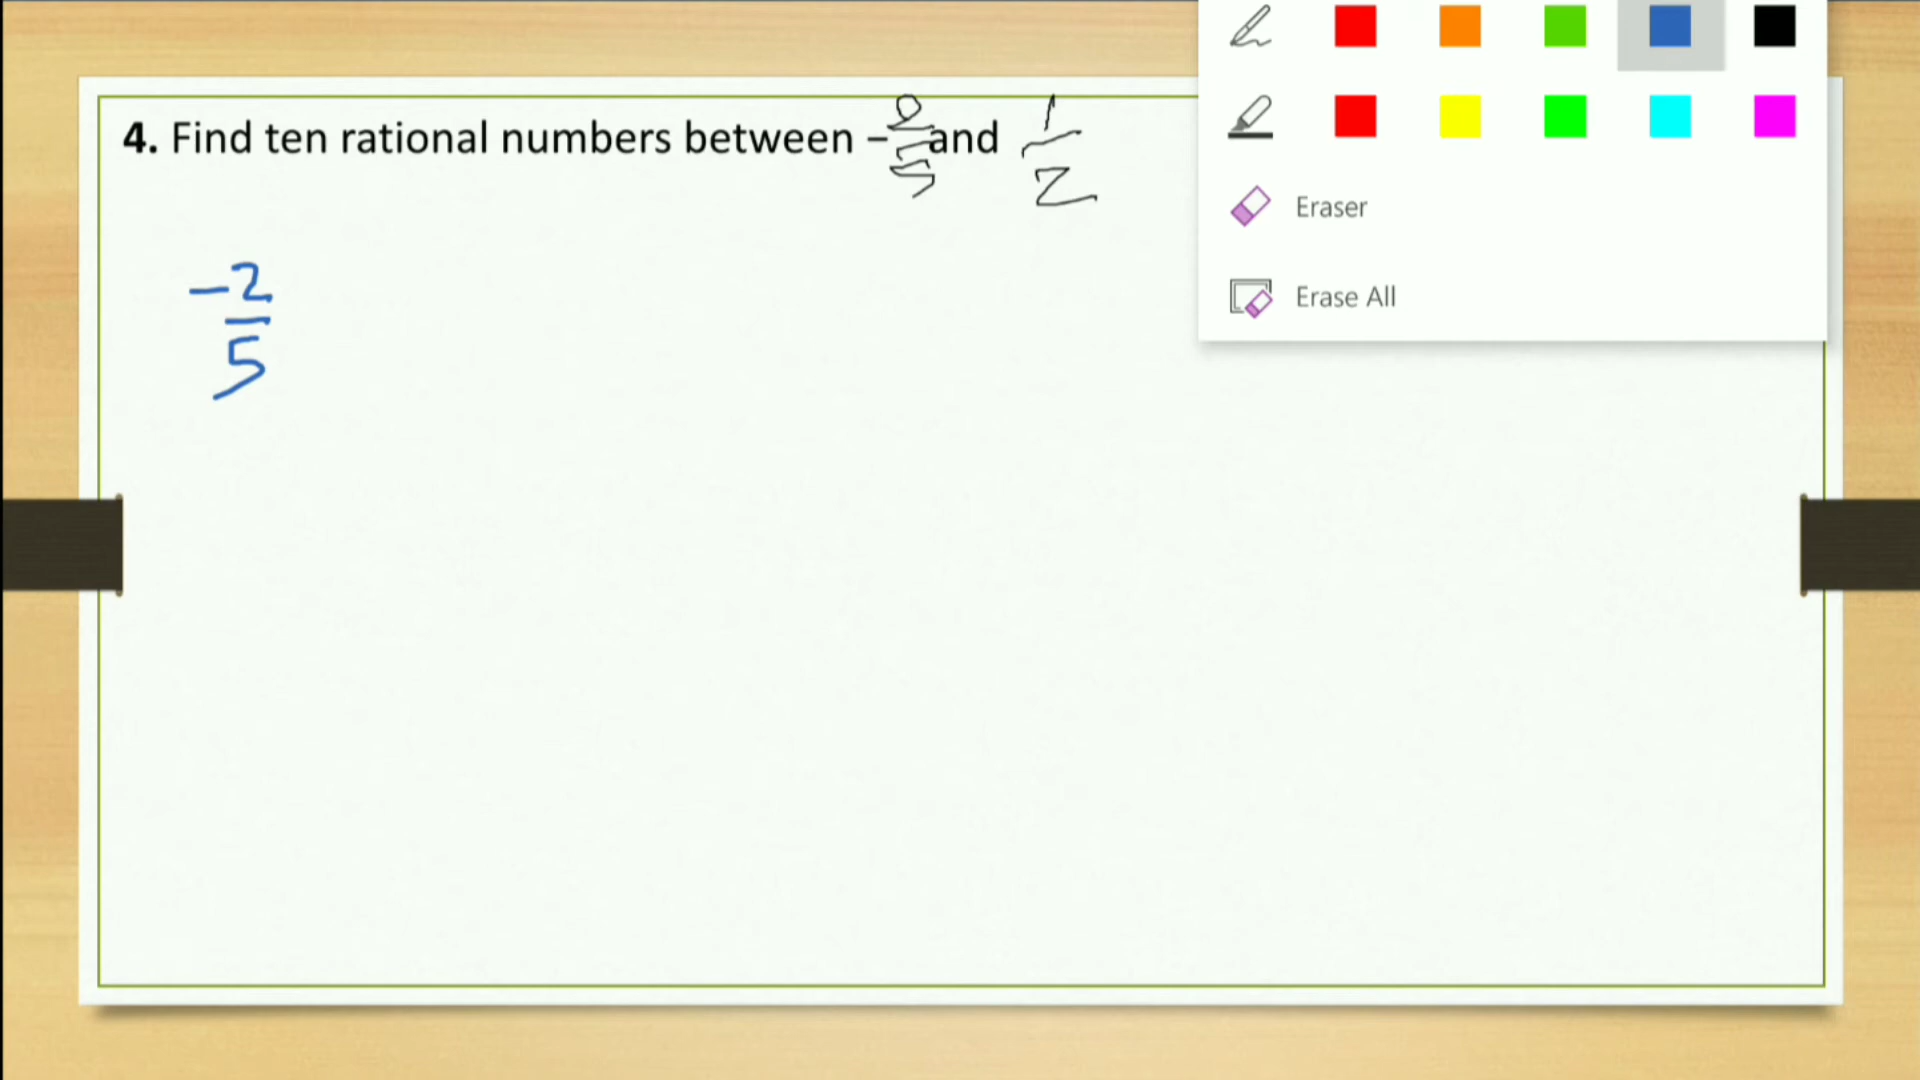 4. Find ten rational numbers between -2/5 and 1/2
-2/5
Eraser
Erase All